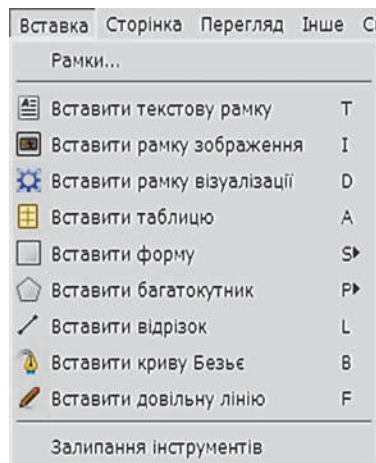 Вставка Сторінка Перегляд Інше
Рамки...
Вставити текстову рамку T
Вставити рамку зображення I
Вставити рамку візуалізації D
Вставити таблицю A
Вставити форму S
Вставити багатокутник P
Вставити відрізок L
Вставити криву Безьє B
Вставити довільну лінію F
Залипання інструментів